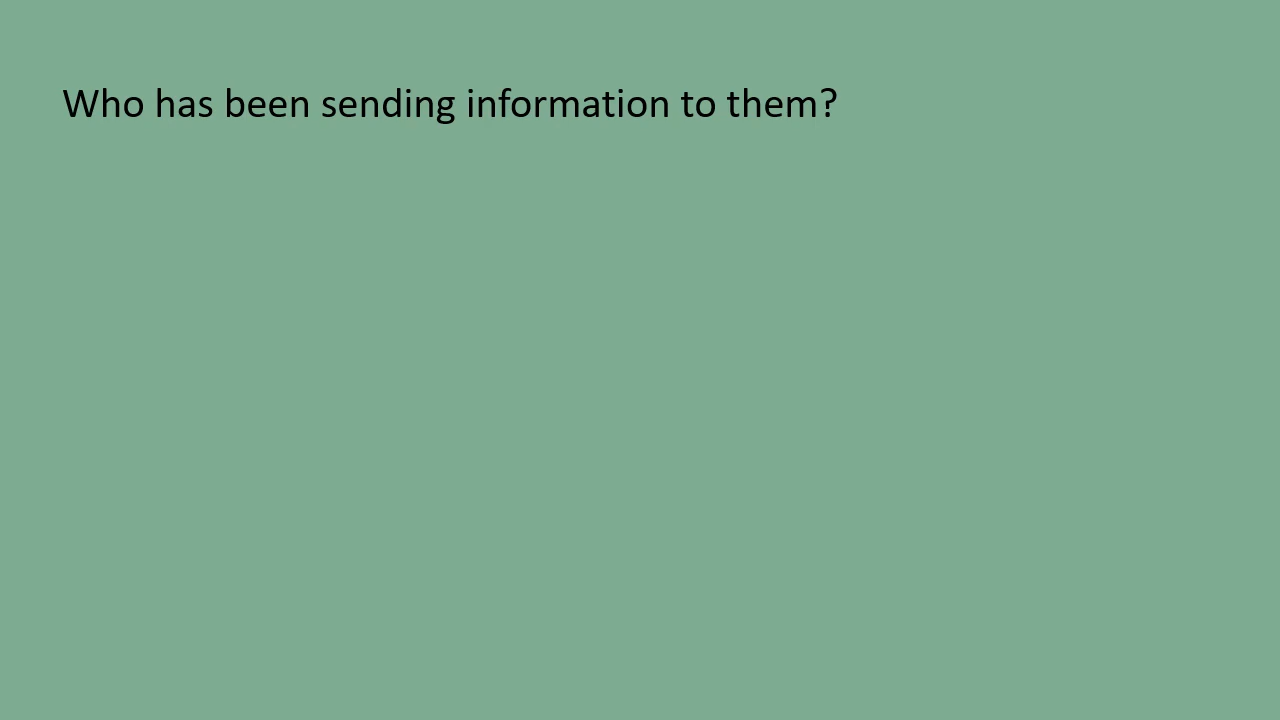 Who has been sending information to them?